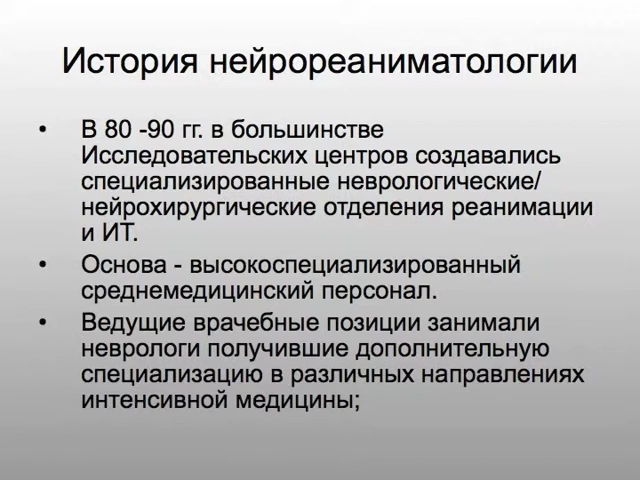 История нейрореаниматологии
• В 80 -90 гг. в большинстве
Исследовательских центров создавались
специализированные неврологические/
нейрохирургические отделения реанимации
и ИТ.
• Основа - высокоспециализированный
среднемедицинский персонал.
• Ведущие врачебные позиции занимали
неврологи получившие дополнительную
специализацию в различных направлениях
интенсивной медицины;